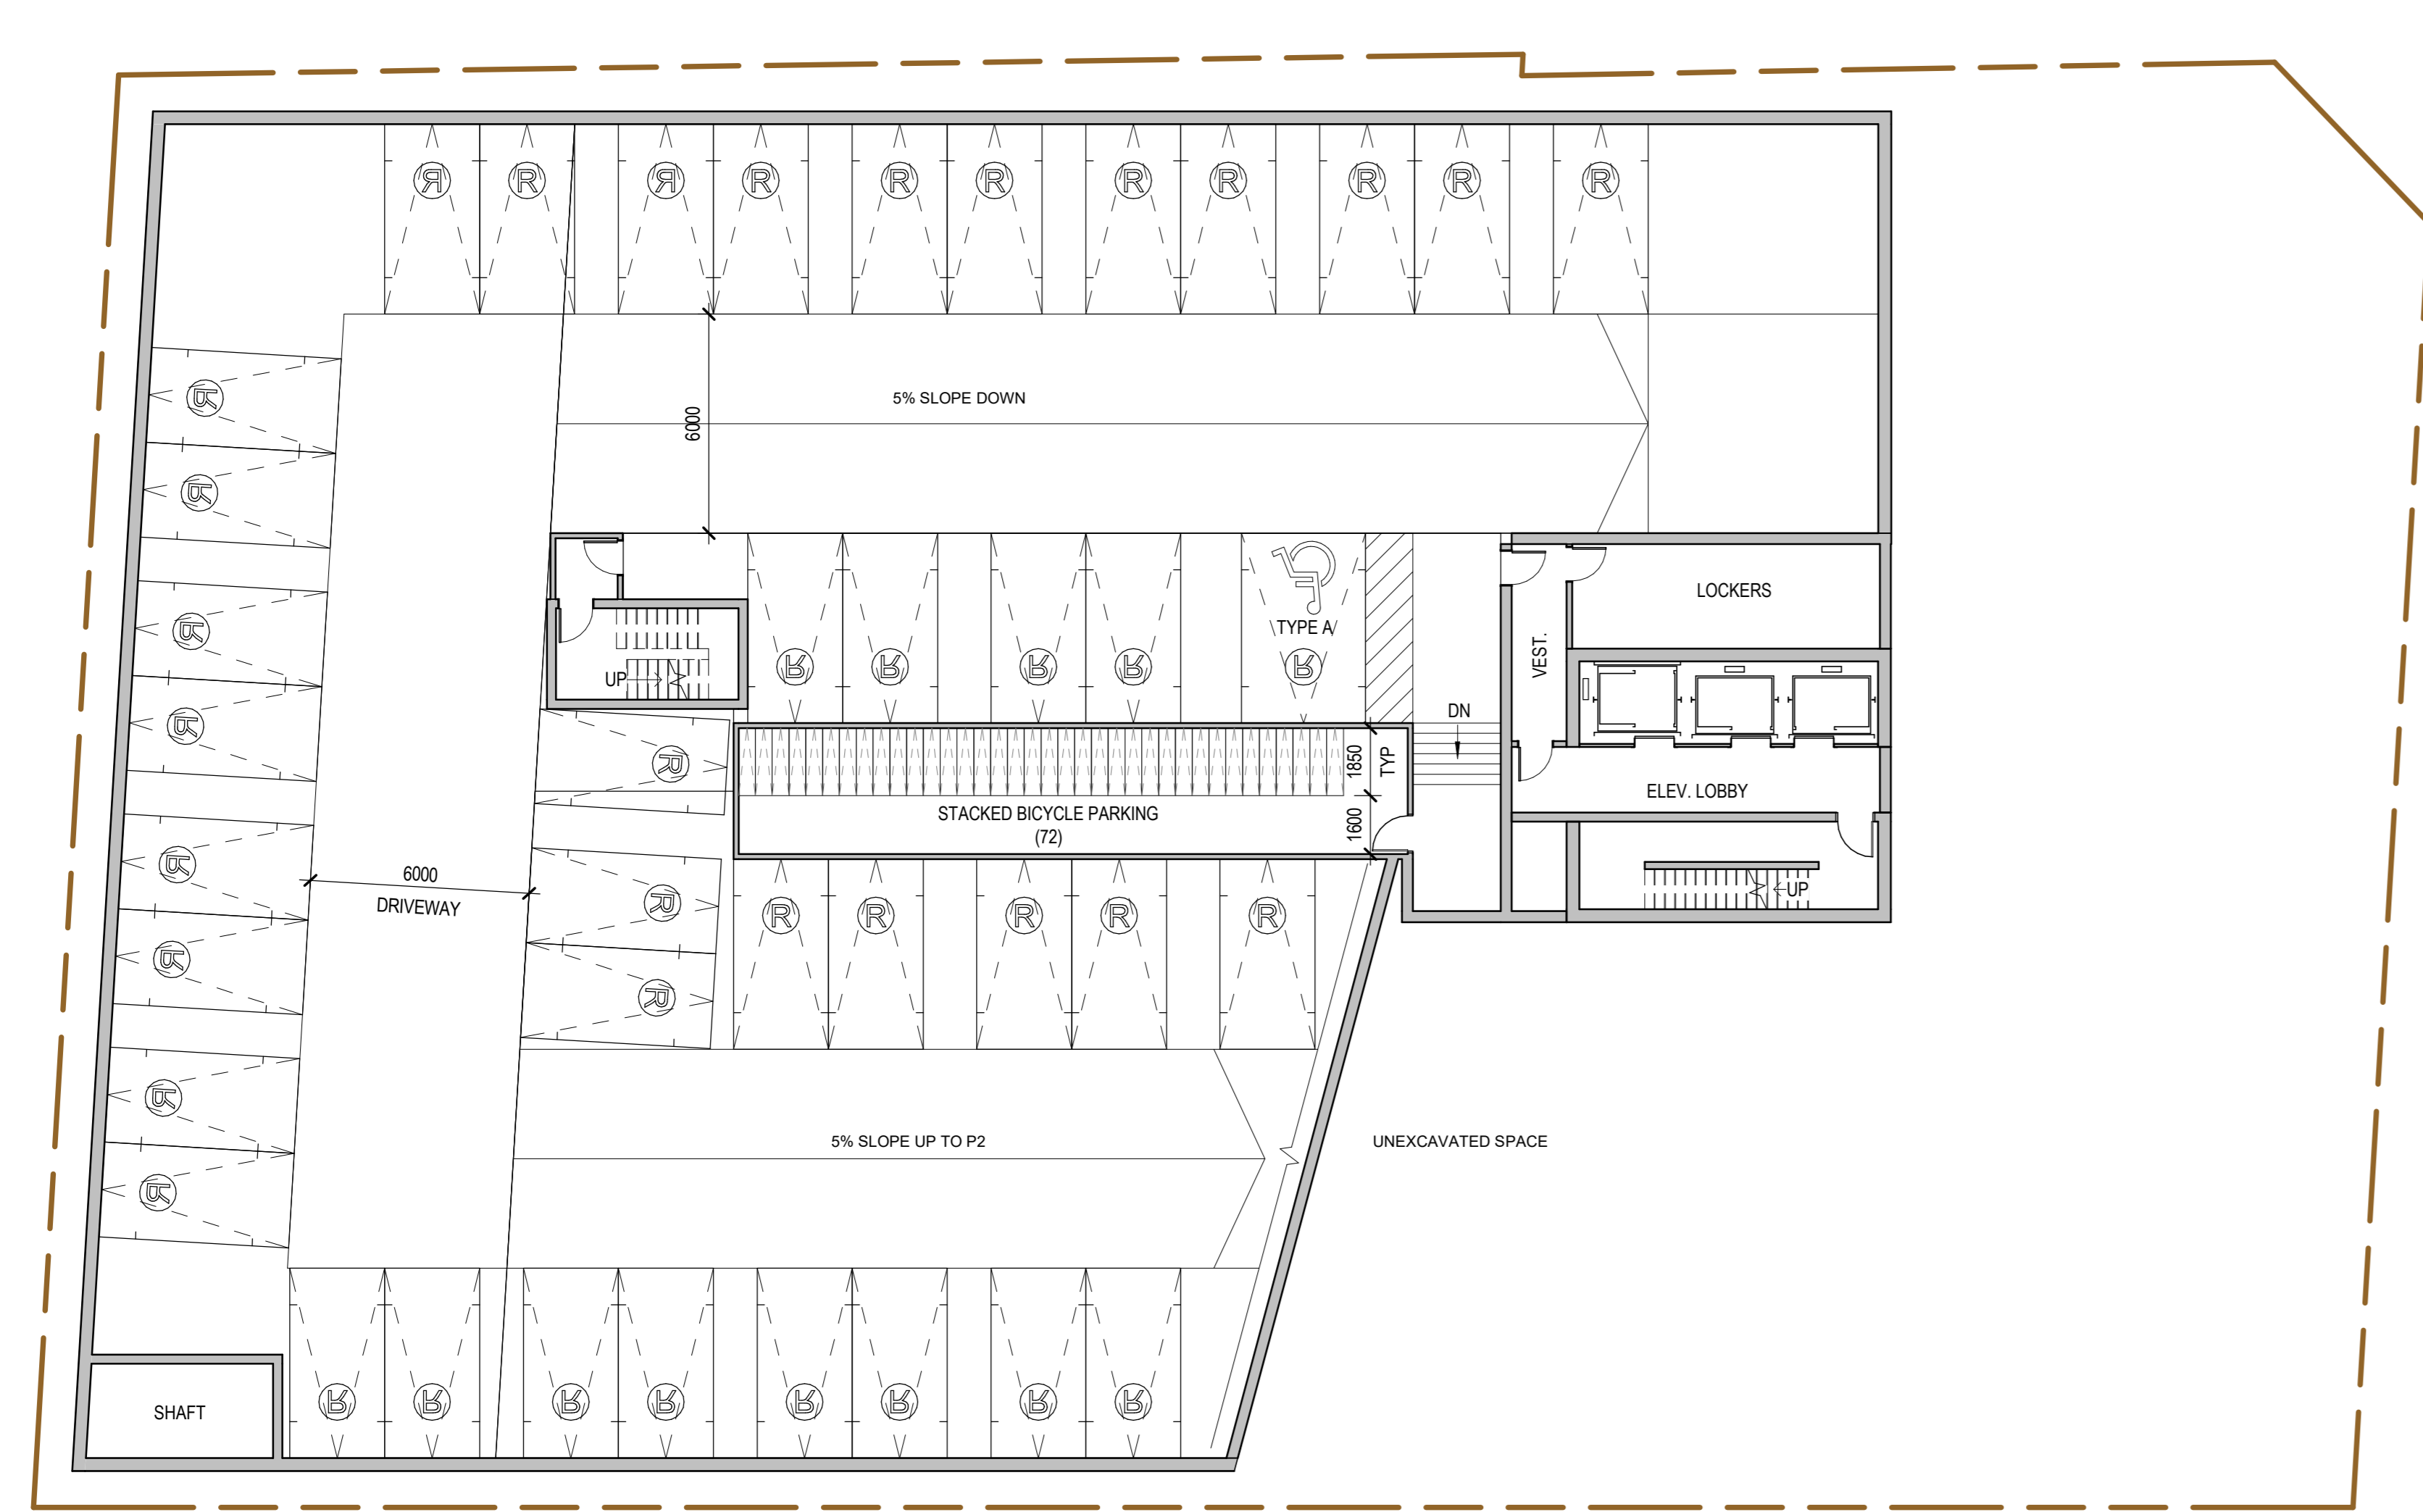 R R R R R R R R R R R
R
5% SLOPE DOWN
6000
R
LOCKERS
TYPE A
R
VEST.
UP
R R R R R
R
DN
R
1850
TYP
ELEV. LOBBY
STACKED BICYCLE PARKING
1600
(72)
R
6000
UP
DRIVEWAY
R
R R R R R
R
R
R
5% SLOPE UP TO P2
UNEXCAVATED SPACE
R
SHAFT
R R R R R R R R